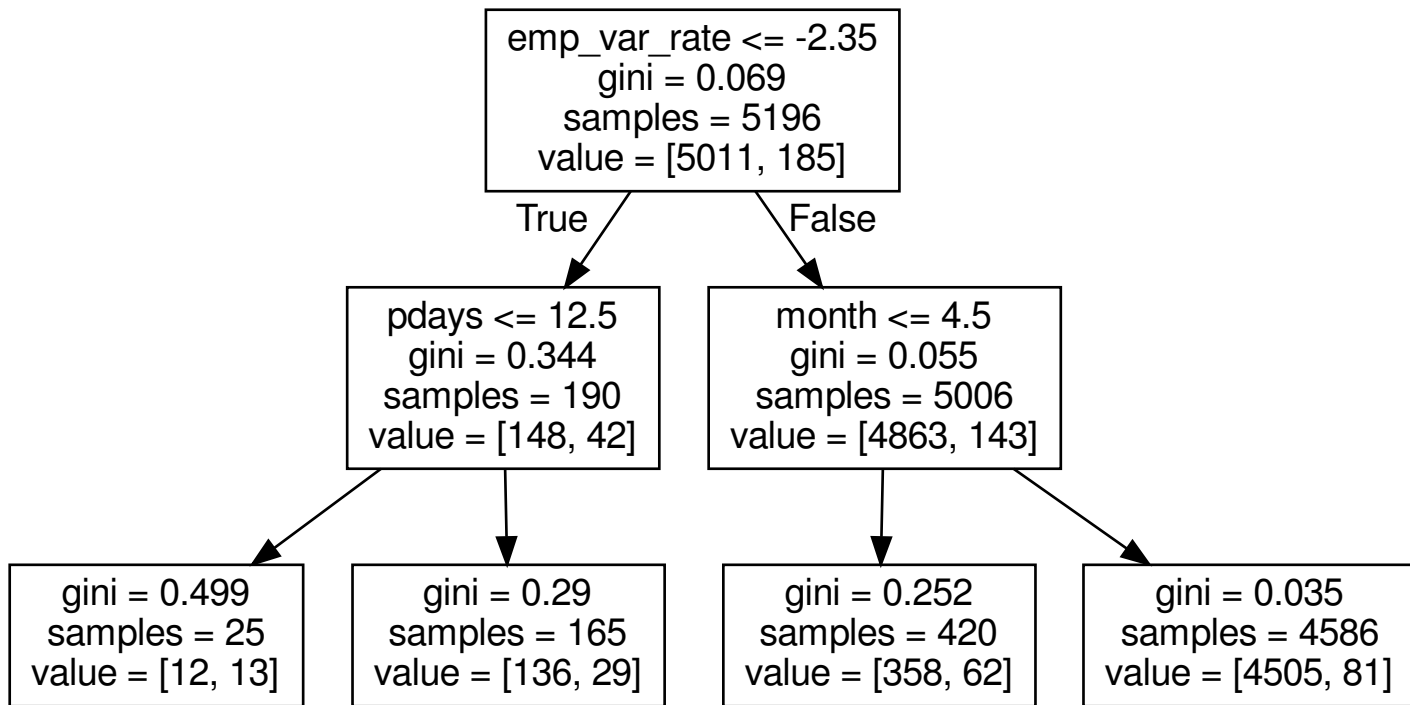 emp_var_rate <= -2.35
gini = 0.069
samples = 5196
value = [5011, 185]
True
False
pdays <= 12.5
gini = 0.344
samples = 190
value = [148, 42]
month <= 4.5
gini = 0.055
samples = 5006
value = [4863, 143]
gini = 0.499
samples = 25
value = [12, 13]
gini = 0.29
samples = 165
value = [136, 29]
gini = 0.252
samples = 420
value = [358, 62]
gini = 0.035
samples = 4586
value = [4505, 81]